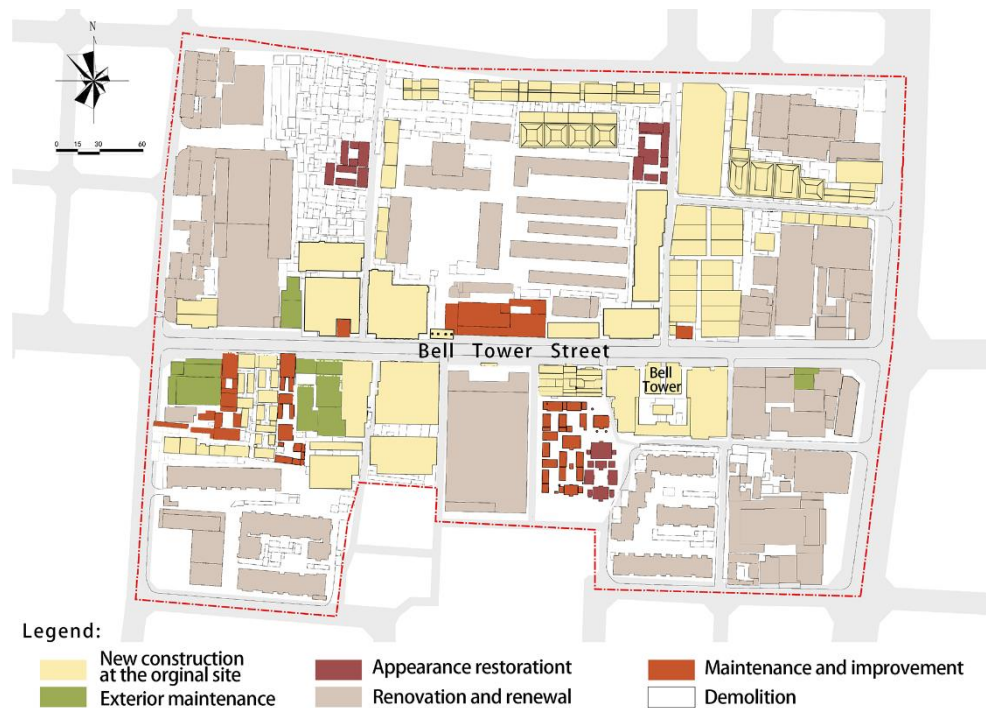 N
0 15 30 60
Bell Tower Street
Bell
Tower
Legend:
New construction
at the orginal site
Appearance restorationt
Maintenance and improvement
Exterior maintenance
Renovation and renewal
Demolition